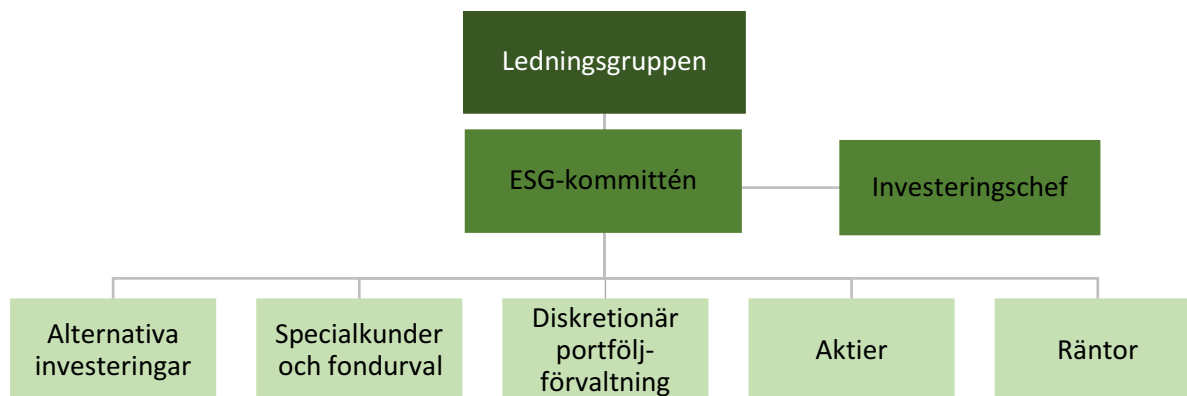 Ledningsgruppen
ESG-kommittén
Investeringschef
Alternativa
investeringar
Specialkunder
och fondurval
Diskretionär
portfölj-
förvaltning
Aktier
Räntor